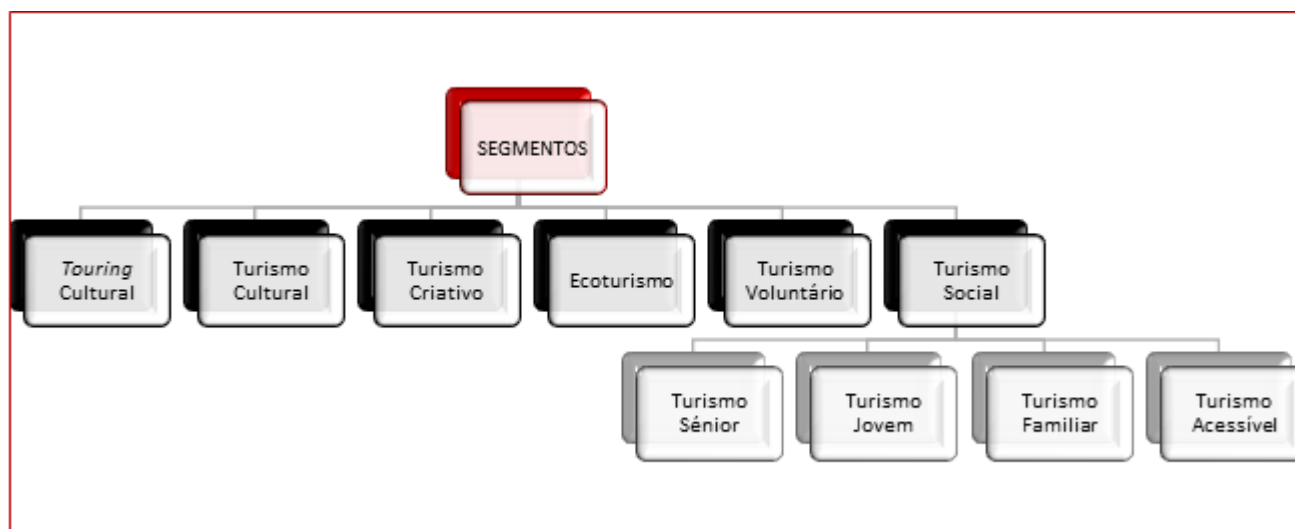 SEGMENTOS
Touring
Cultural
Turismo
Cultural
Turismo
Criativo
Ecoturismo
Turismo
Voluntário
Turismo
Social
Turismo
Sénior
Turismo
Jovem
Turismo
Familiar
Turismo
Acessível